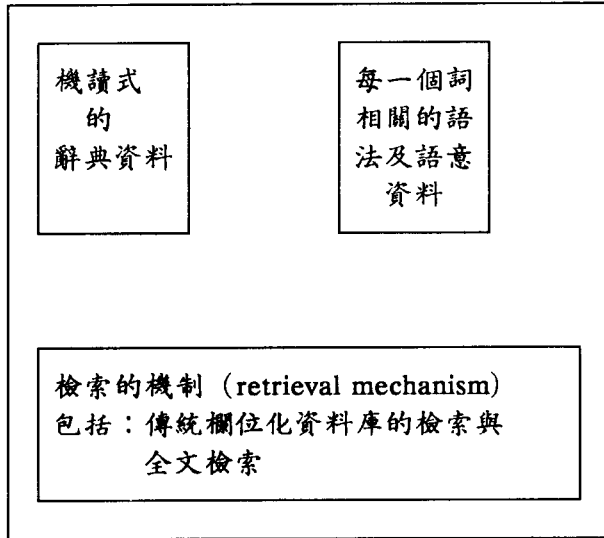 機讀式
的
辭典資料
每一個詞
相關的語
法及語意
資料
檢索的機制（retrieval mechanism）
包括：傳統欄位化資料庫的檢索與
全文檢索